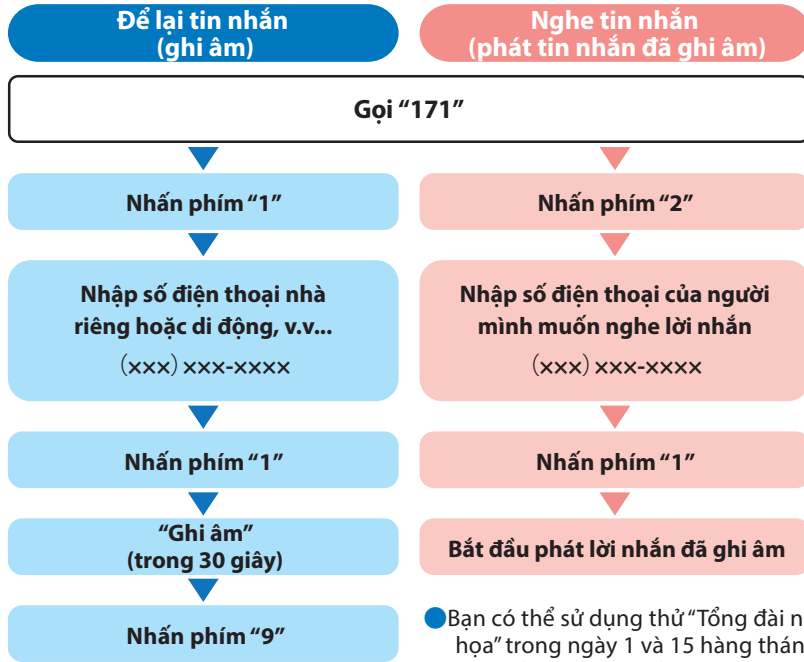 Để lại tin nhắn
(ghi âm)
Nghe tin nhắn
(phát tin nhắn đã ghi âm)
Gọi “171”
Nhấn phím “1”
Nhập số điện thoại nhà
riêng hoặc di động, v.v...
(xxx) xxx-xxxx
Nhấn phím “1”
“Ghi âm”
(trong 30 giây)
Nhấn phím “9”
Nhấn phím “2”
Nhập số điện thoại của người
mình muốn nghe lời nhắn
(xxx) xxx-xxxx
Nhấn phím “1”
Bắt đầu phát lời nhắn đã ghi âm
●Bạn có thể sử dụng thử “Tổng đài
họa” trong ngày 1 và 15 hàng